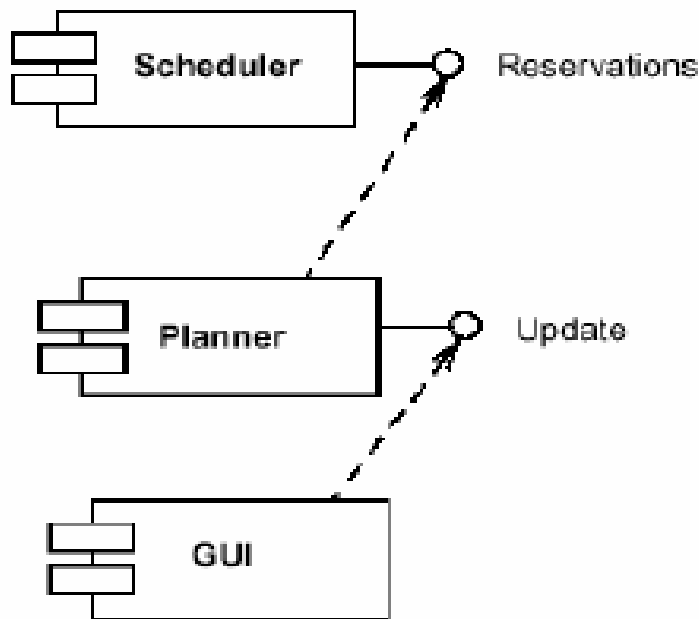 Scheduler
Reservations
Planner
Update
GUI